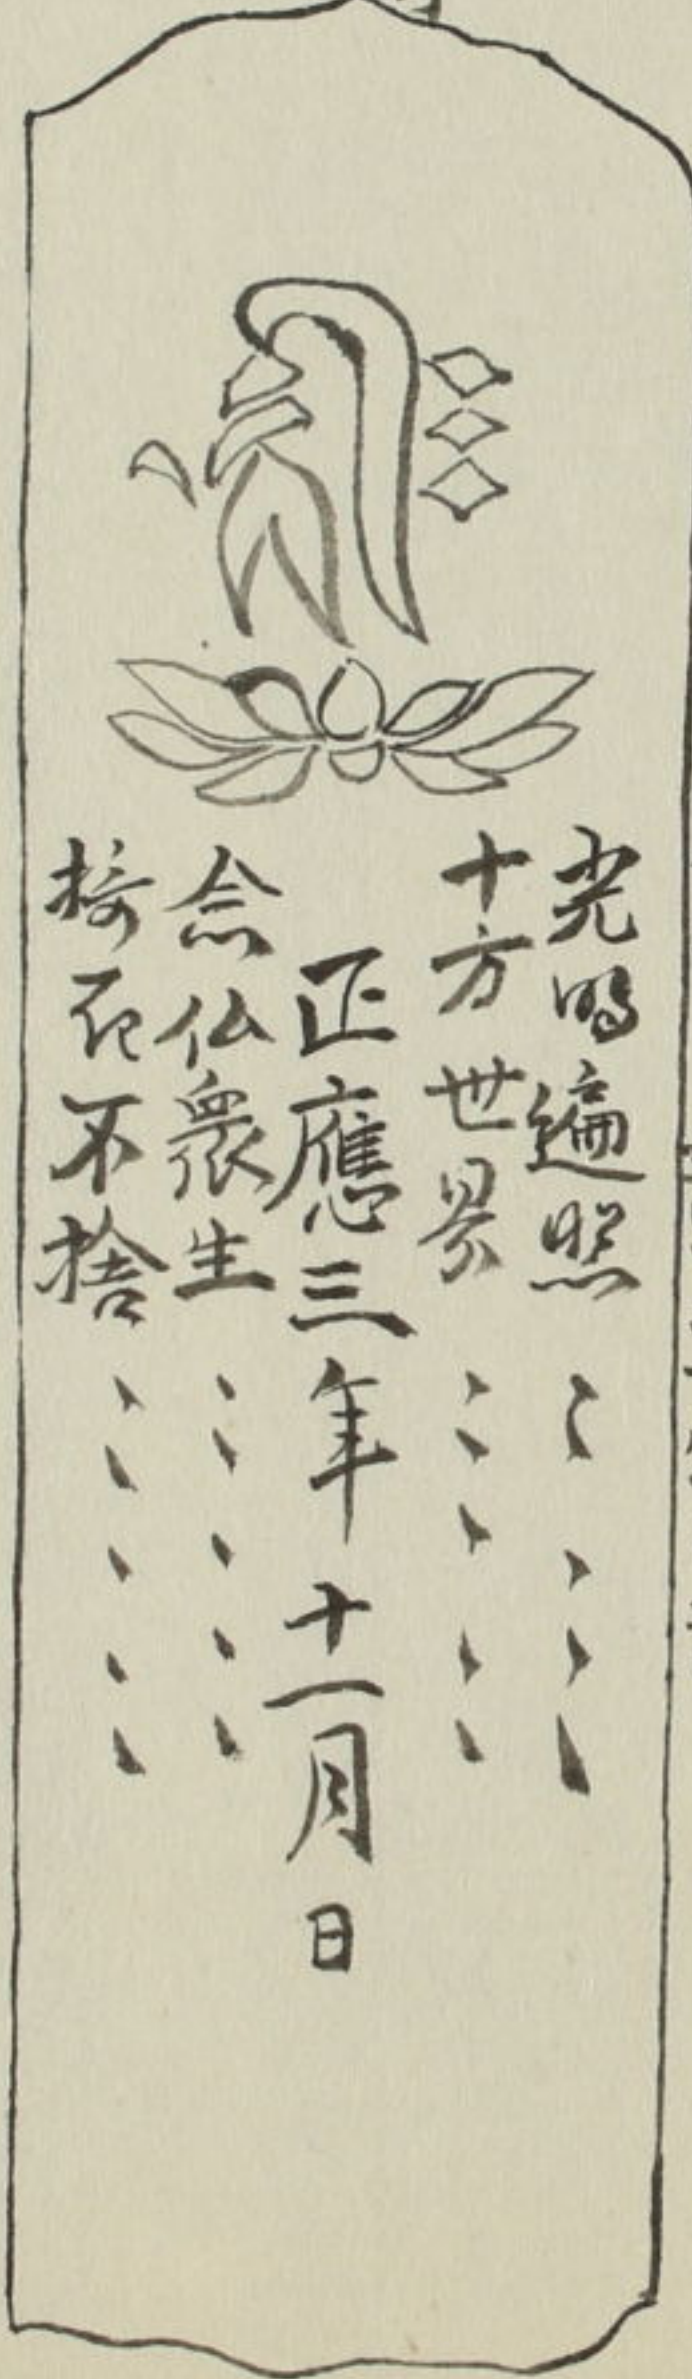 光明遍照
十方世界
正應三年十一月日
念仏衆生
摂取不捨